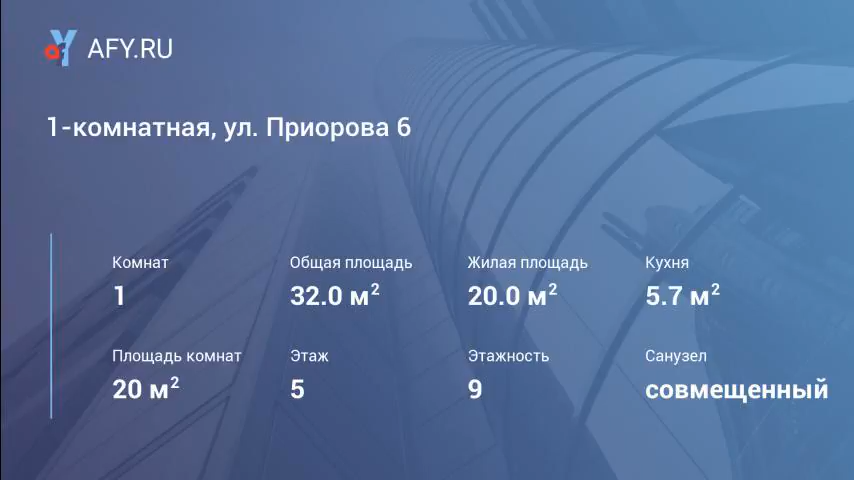 AFY.RU
1-комнатная, ул. Приорова 6
Комнат
Общая площадь
Жилая площадь
Кухня
1
32.0 м²
20.0 м²
5.7 м²
Площадь комнат
Этаж
Этажность
Санузел
20 м²
5
9
совмещенный